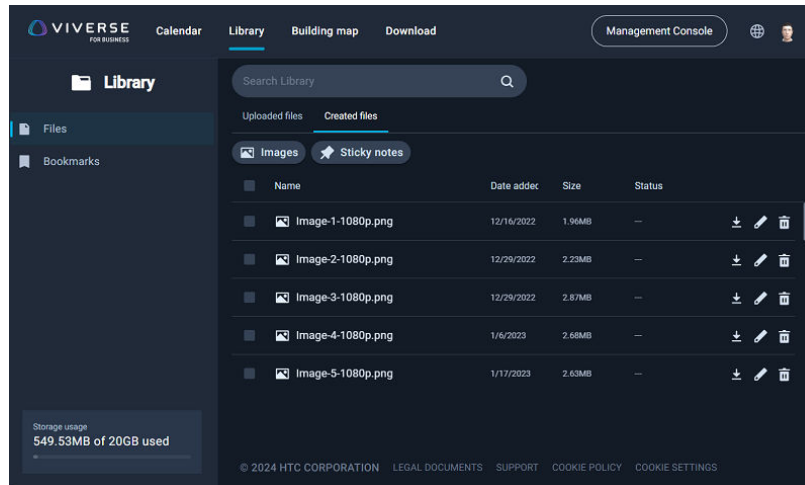 VIVERSE
FOR BUSINESS
Calendar
Library
Building map
Download
Management Console
Library
Files
Bookmarks
Search Library
Uploaded files
Created files
Images
Sticky notes
Name
Date added
Size
Status
Image-1-1080p.png
12/16/2022
1.96MB
---
Image-2-1080p.png
12/29/2022
2.23MB
---
Image-3-1080p.png
12/29/2022
2.87MB
---
Image-4-1080p.png
1/6/2023
2.68MB
---
Image-5-1080p.png
1/17/2023
2.63MB
---
Storage usage
549.53MB of 20GB used
© 2024 HTC CORPORATION
LEGAL DOCUMENTS
SUPPORT
COOKIE POLICY
COOKIE SETTINGS